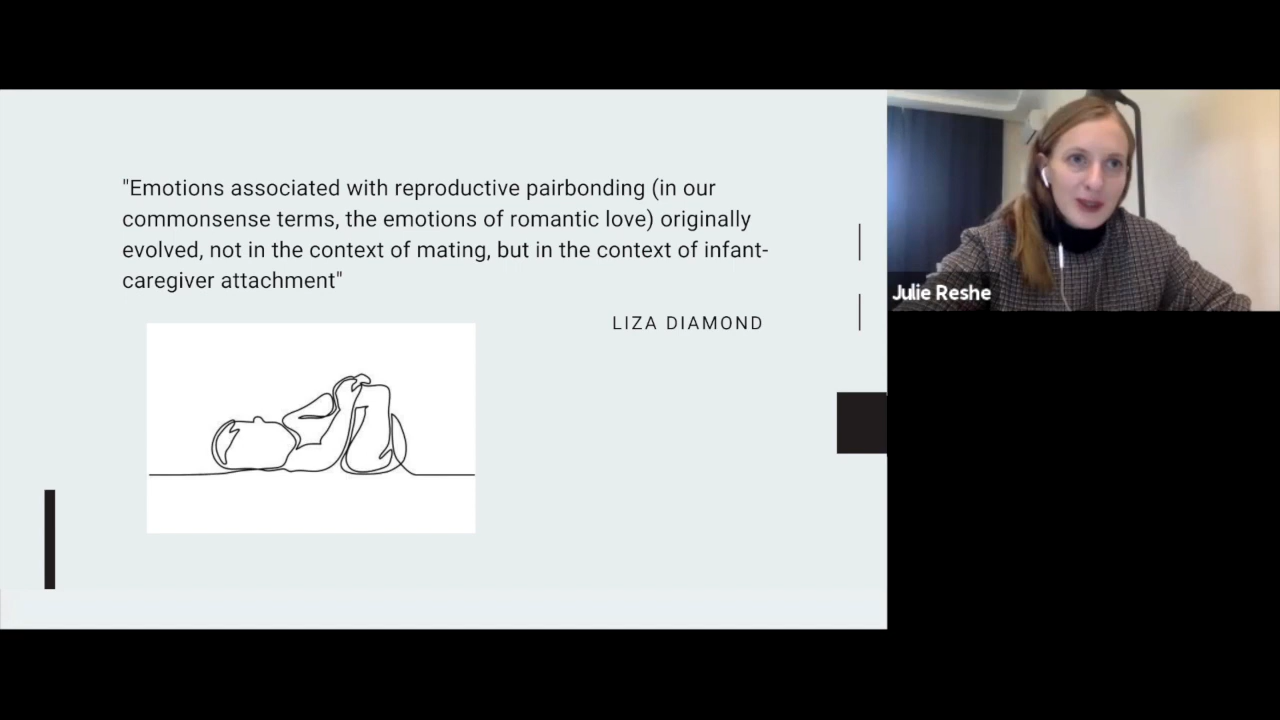 "Emotions associated with reproductive pairbonding (in our
commonsense terms, the emotions of romantic love) originally
evolved, not in the context of mating, but in the context of infant-
caregiver attachment"
LIZA DIAMOND
Julie Reshe